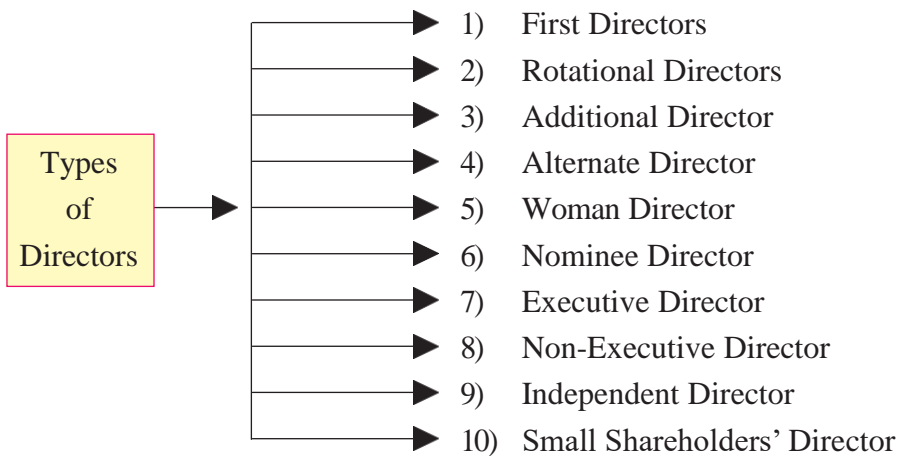 Types
of
Directors
1) First Directors
2) Rotational Directors
3) Additional Director
4) Alternate Director
5) Woman Director
6) Nominee Director
7) Executive Director
8) Non-Executive Director
9) Independent Director
10) Small Shareholders’ Director